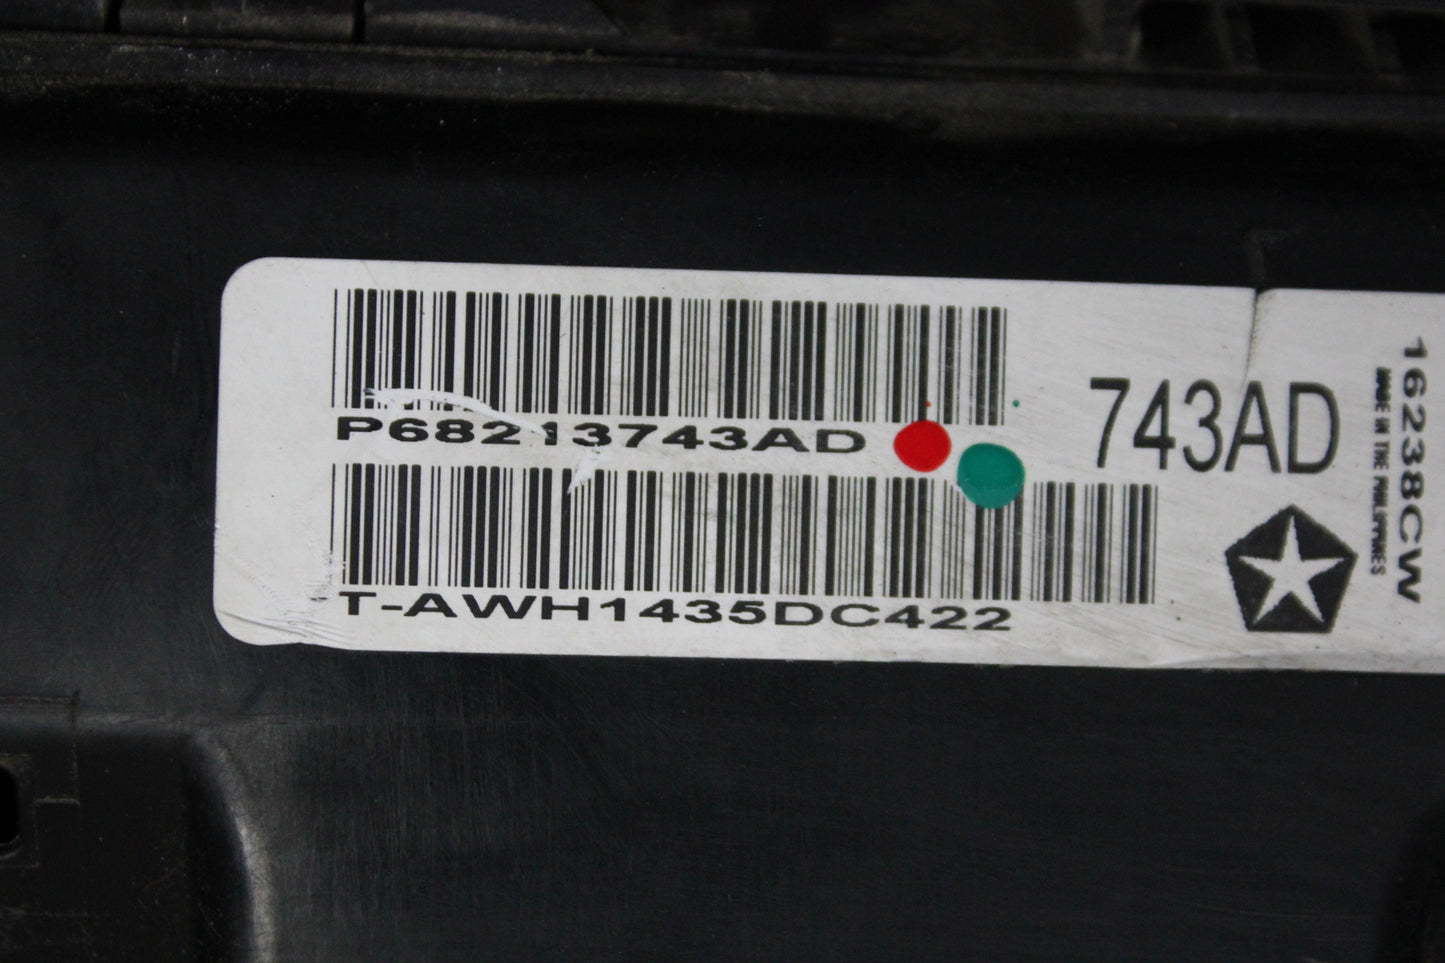 P68213743AD
743AD
T-AWH1435DC422
16238CW
MADE IN THE PHILIPPINES